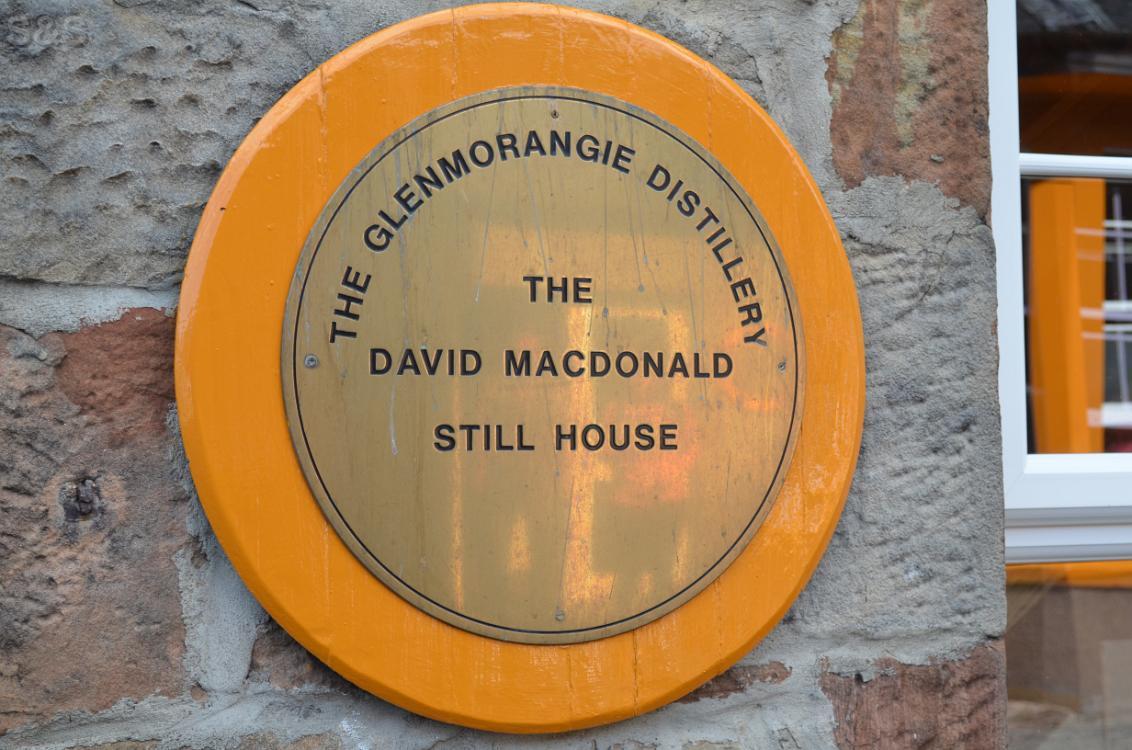 S&S
THE GLENMORANGIE DISTILLERY
THE
DAVID MACDONALD
STILL HOUSE